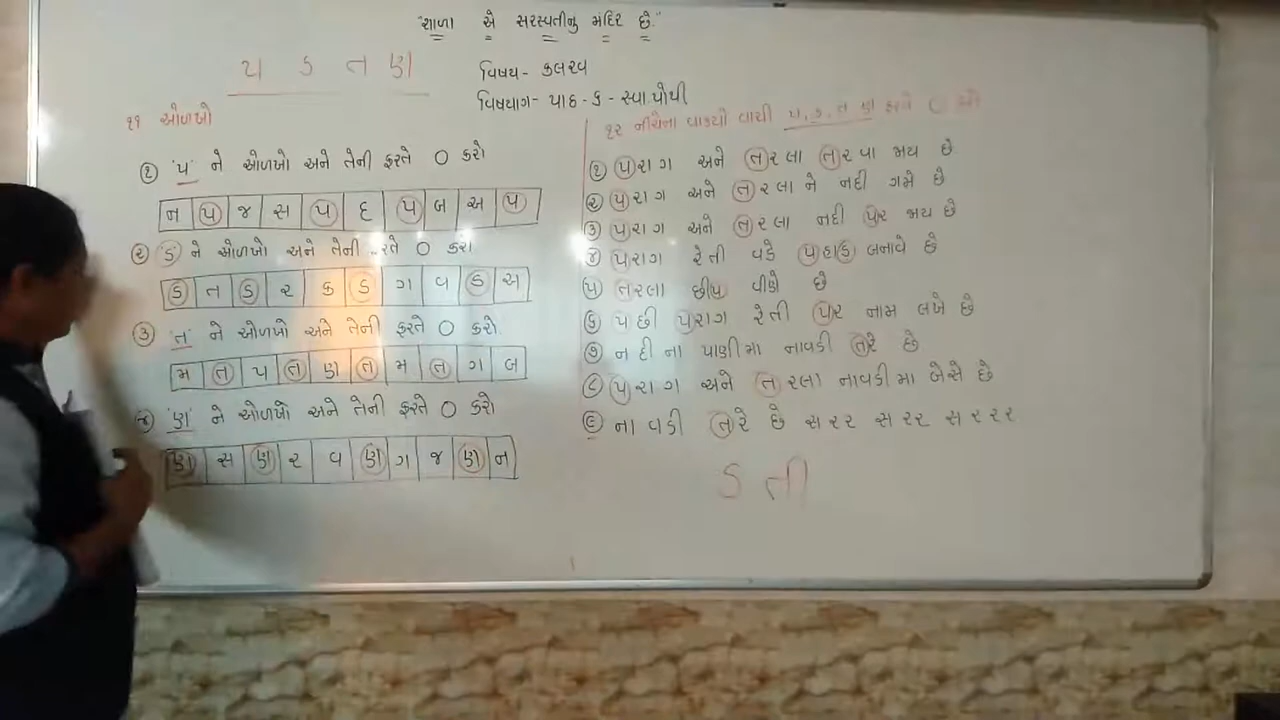 "શાળા એ સરસ્વતીનું મંદિર છે."
પ ડ ત ણ
વિષય - કલરવ
વિષયાંગ - પાઠ - ૬ - સ્વા.પોથી
૧૧ ઓળખો
(૧) 'પ' ને ઓળખો અને તેની ફરતે O કરો
ન પ જ સ પ દ પ બ અ પ
(૨) 'ડ' ને ઓળખો અને તેની ફરતે O કરો
ડ ત ડ ર ક ડ ગ વ ડ અ
(૩) 'ત' ને ઓળખો અને તેની ફરતે O કરો.
મ ત પ ત ણ ત મ ત ગ બ
(૪) 'ણ' ને ઓળખો અને તેની ફરતે O કરો
ણ સ ણ ર વ ણ ગ જ ણ ન
૧૨ નીચેના વાક્યો વાંચી પ, ડ, ત ણ ફરતે O કરો
(૧) પરાગ અને તરલા તરવા જાય છે
(૨) પરાગ અને તરલા ને નદી ગમે છે
(૩) પરાગ અને તરલા નદી પર જાય છે
(૪) પરાગ રેતી વડે પહાડ બનાવે છે
(૫) તરલા છીપ વીણે છે
(૬) પછી પરાગ રેતી પર નામ લખે છે
(૭) નદીના પાણીમા નાવડી તરે છે
(૮) પરાગ અને તરલા નાવડીમા બેસે છે
(૯) નાવડી તરે છે સરર સરર સરરર
ડ તી